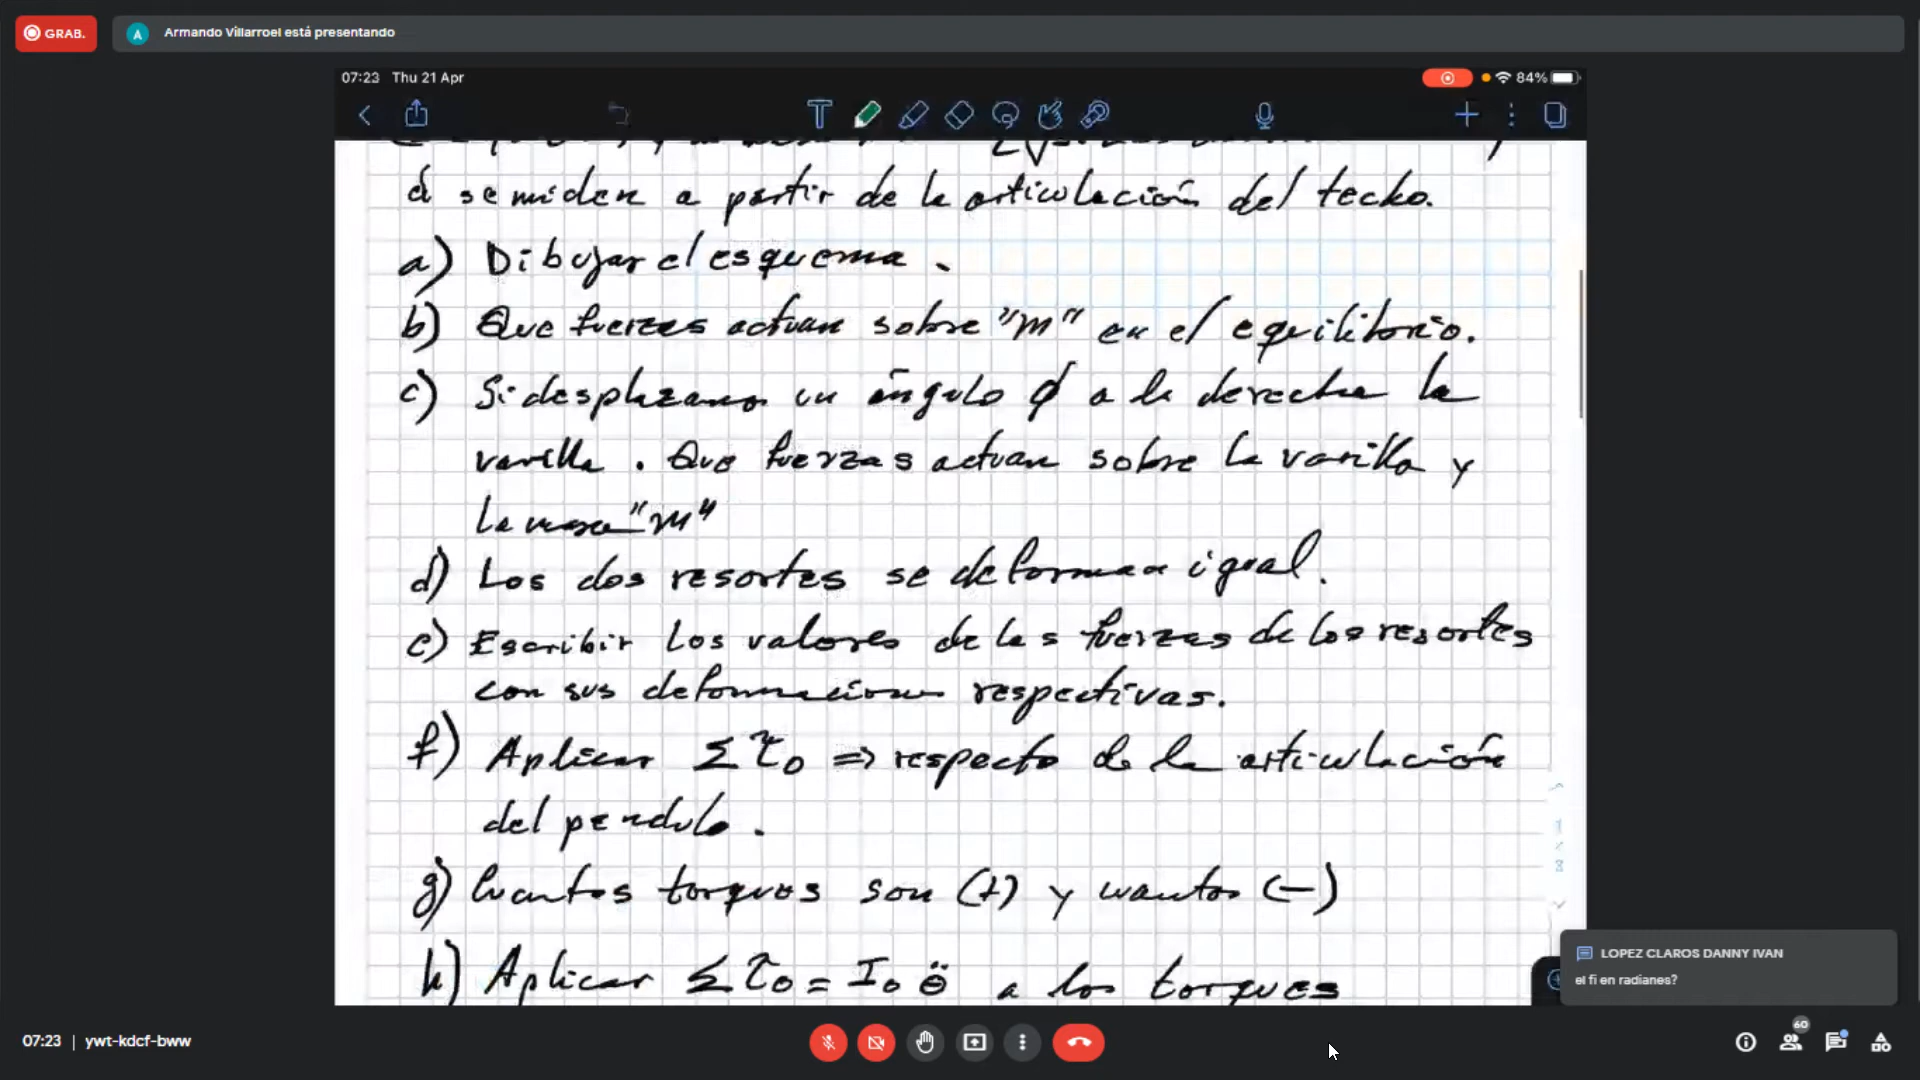 GRAB.
A Armando Villarroel está presentando
07:23 Thu 21 Apr
84%
d se miden a partir de la articulación del techo.
a) Dibujar el esquema.
b) Que fuerzas actuan sobre "m" en el equilibrio.
c) Si desplazamos un ángulo ϕ a la derecha la
varilla. Que fuerzas actuan sobre la varilla y
la masa "m"
d) Los dos resortes se deforman igual.
e) Escribir los valores de las fuerzas de los resortes
con sus deformaciones respectivas.
f) Aplicar Σ τ₀ => respecto de la articulación
del pendulo.
g) Cuantos torques son (+) y cuantos (-)
h) Aplicar Σ τ₀ = I₀ θ̈ a los torques
LOPEZ CLAROS DANNY IVAN
el fi en radianes?
07:23 | ywt-kdcf-bww
60